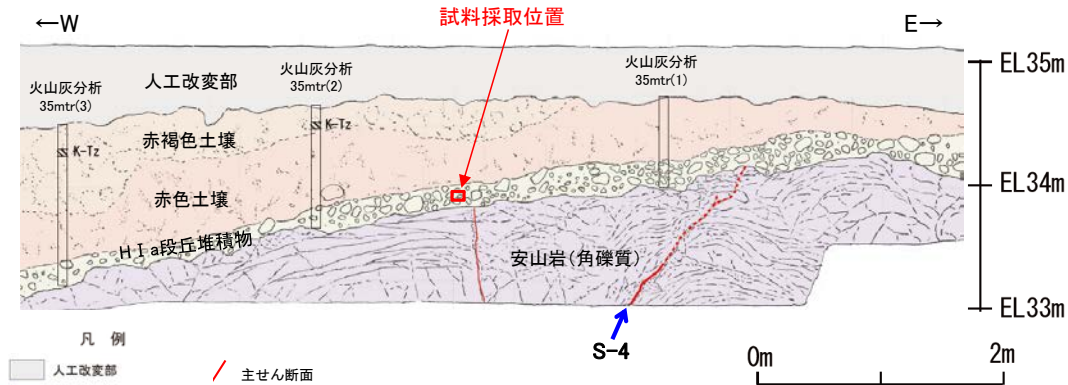 試料採取位置
←W
E→
EL35m
人工改変部
火山灰分析
35mtr(3)
火山灰分析
35mtr(2)
火山灰分析
35mtr(1)
K-Tz
K-Tz
赤褐色土壌
赤色土壌
EL34m
HⅠa段丘堆積物
安山岩(角礫質)
EL33m
S-4
凡 例
人工改変部
主せん断面
0m
2m